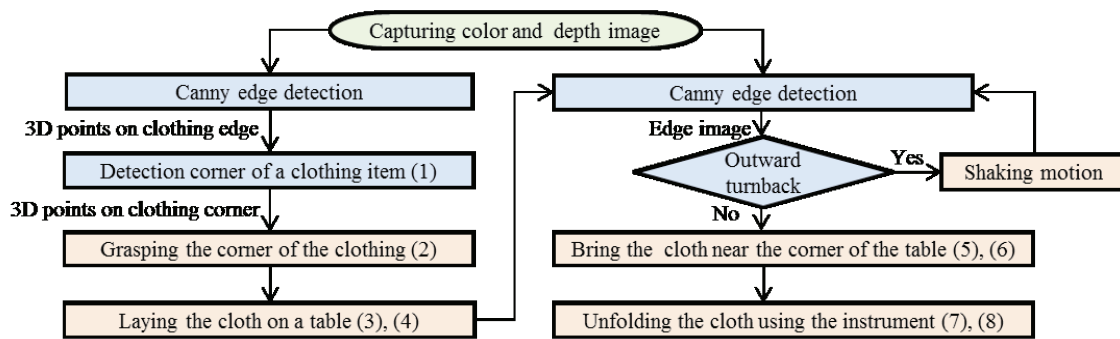 Capturing color and depth image
Canny edge detection
3D points on clothing edge
Detection corner of a clothing item (1)
3D points on clothing corner
Grasping the corner of the clothing (2)
Laying the cloth on a table (3), (4)
Canny edge detection
Edge image
Outward
turnback
Yes
Shaking motion
No
Bring the cloth near the corner of the table (5), (6)
Unfolding the cloth using the instrument (7), (8)